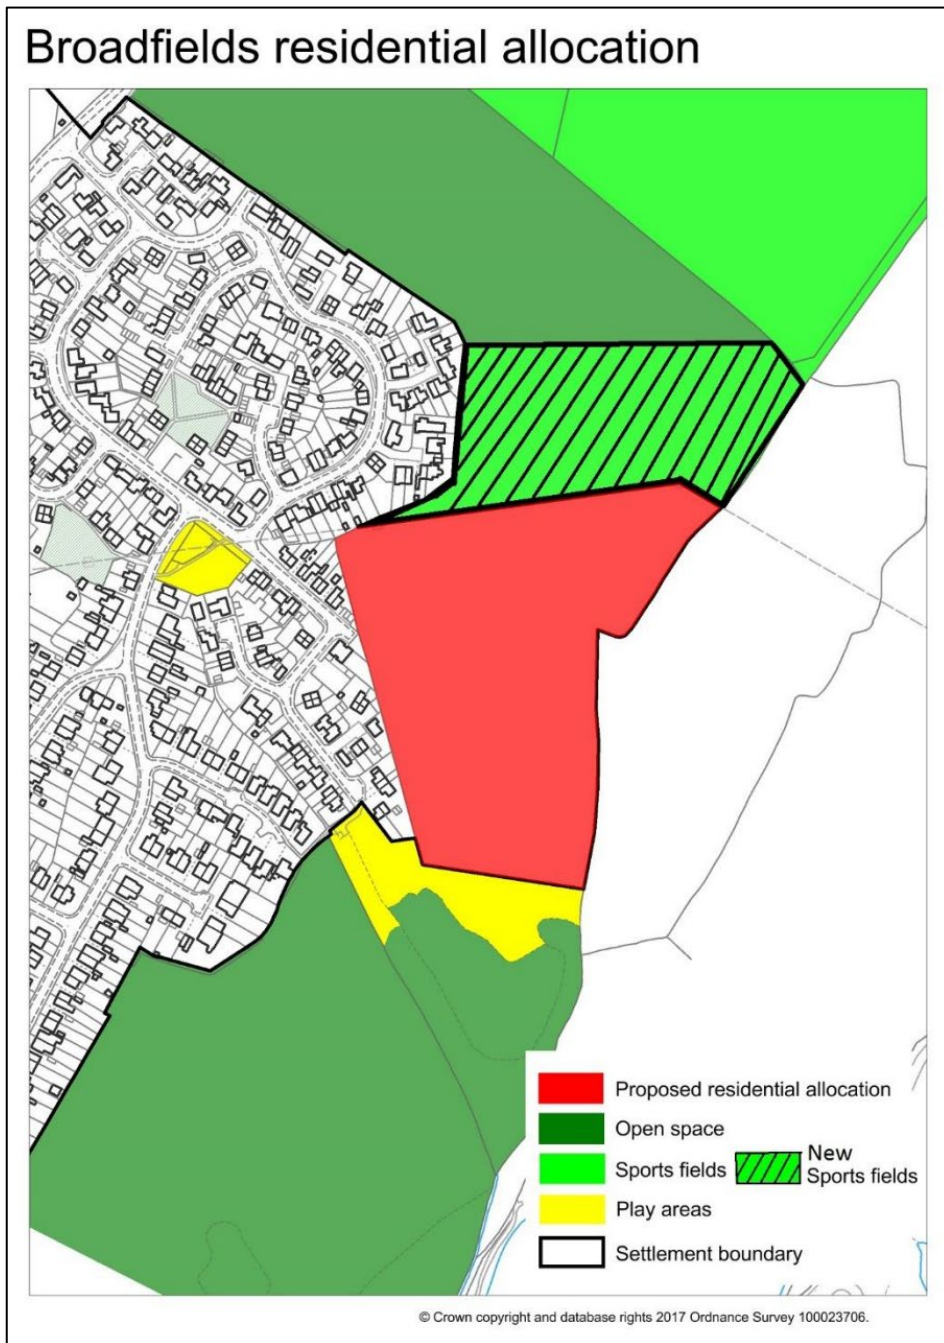 Broadfields residential allocation
Proposed residential allocation
Open space
Sports fields
New
Sports fields
Play areas
Settlement boundary
© Crown copyright and database rights 2017 Ordnance Survey 100023706.